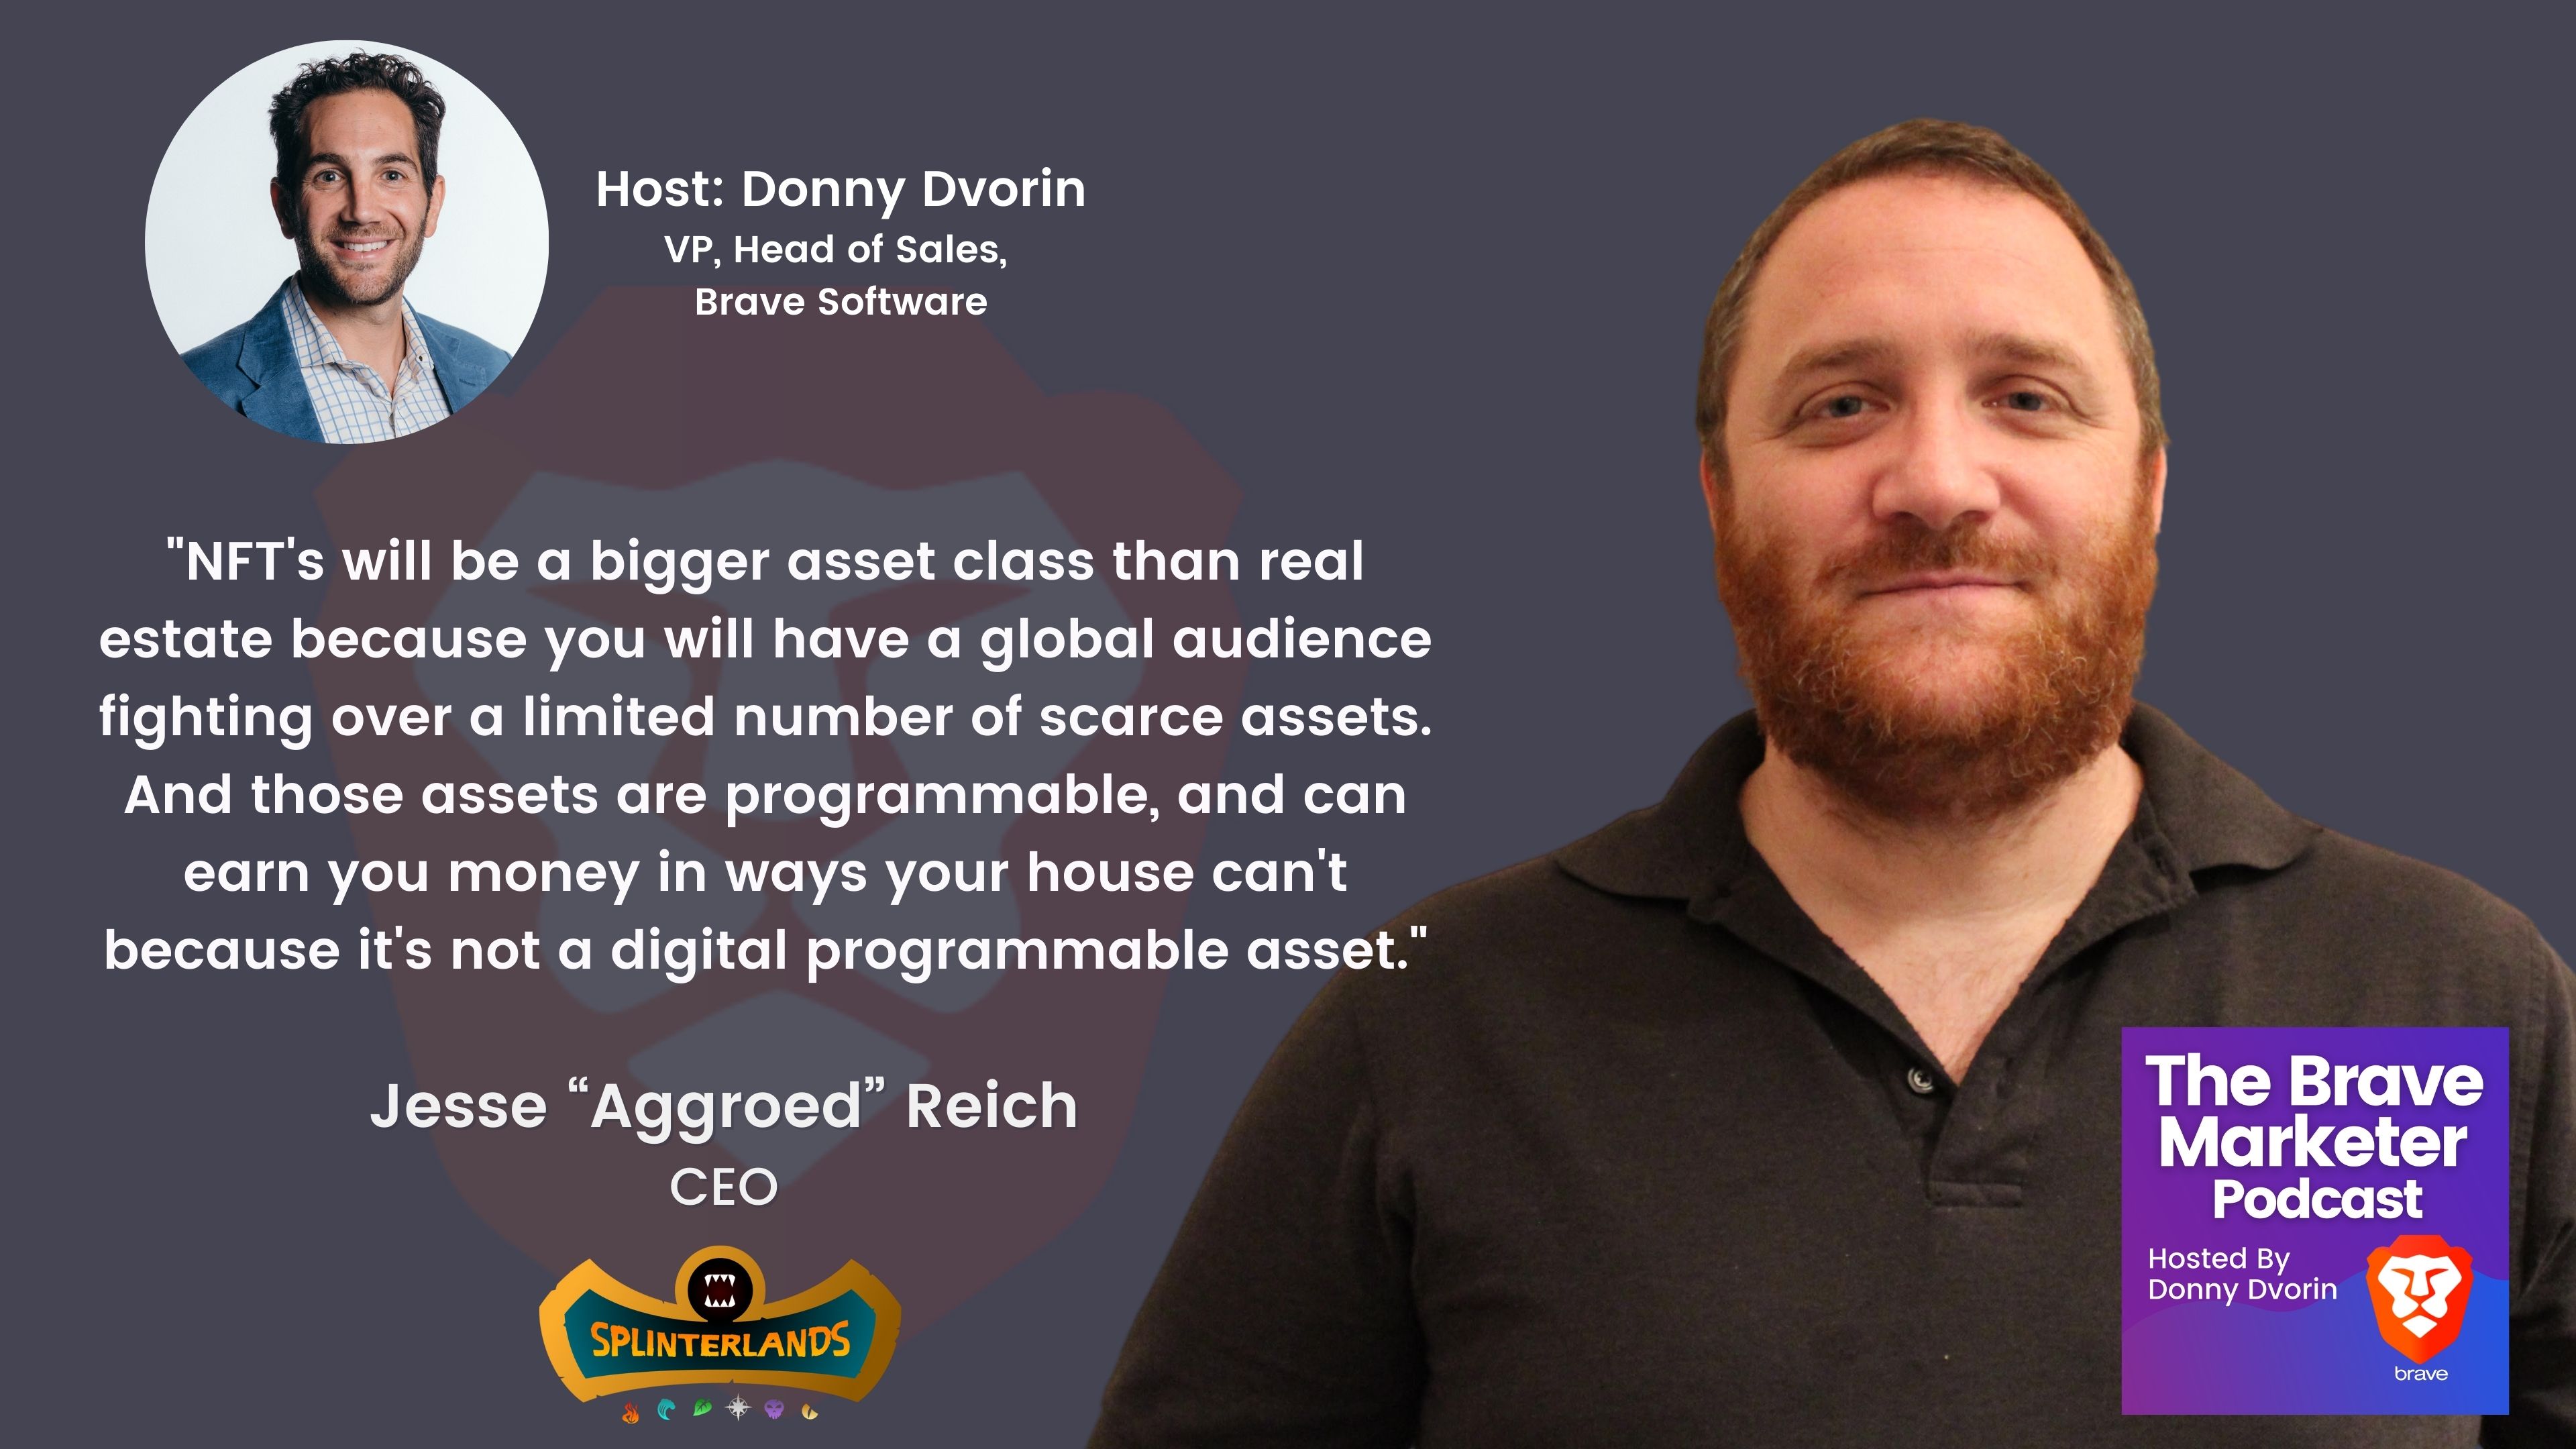 Host: Donny Dvorin
VP, Head of Sales,
Brave Software
"NFT's will be a bigger asset class than real
estate because you will have a global audience
fighting over a limited number of scarce assets.
And those assets are programmable, and can
earn you money in ways your house can't
because it's not a digital programmable asset."
Jesse “Aggroed” Reich
CEO
SPLINTERLANDS
The Brave
Marketer
Podcast
Hosted By
Donny Dvorin
brave